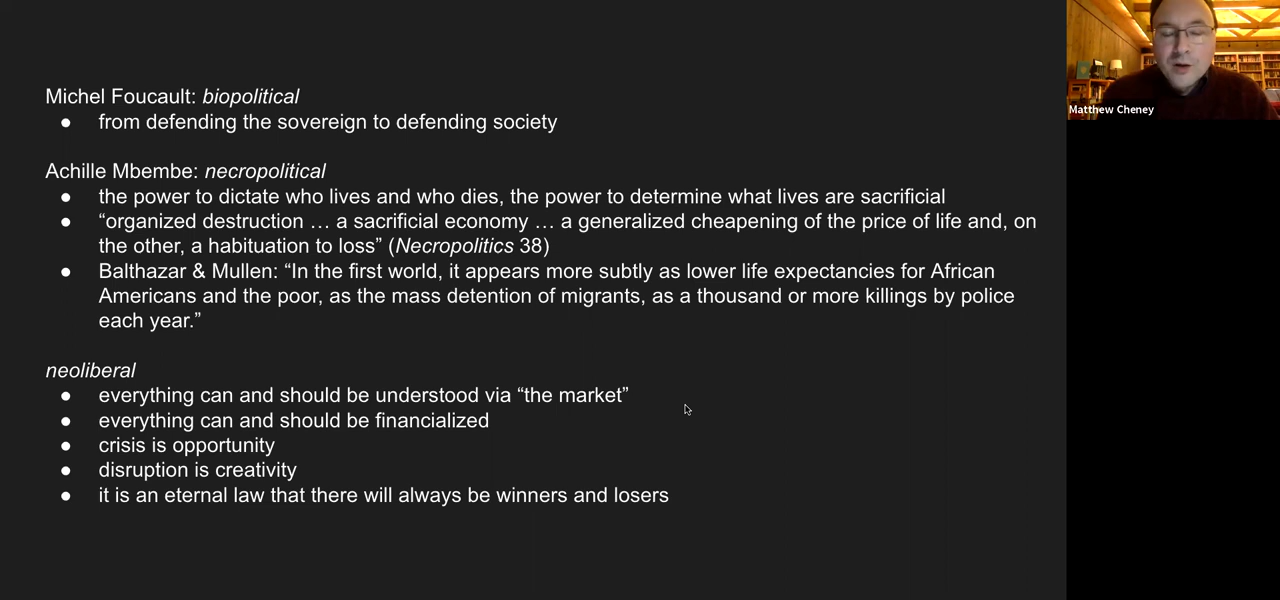 Michel Foucault: biopolitical
● from defending the sovereign to defending society
Achille Mbembe: necropolitical
● the power to dictate who lives and who dies, the power to determine what lives are sacrificial
● “organized destruction … a sacrificial economy … a generalized cheapening of the price of life and, on
the other, a habituation to loss” (Necropolitics 38)
● Balthazar & Mullen: “In the first world, it appears more subtly as lower life expectancies for African
Americans and the poor, as the mass detention of migrants, as a thousand or more killings by police
each year.”
neoliberal
● everything can and should be understood via “the market”
● everything can and should be financialized
● crisis is opportunity
● disruption is creativity
● it is an eternal law that there will always be winners and losers
Matthew Cheney